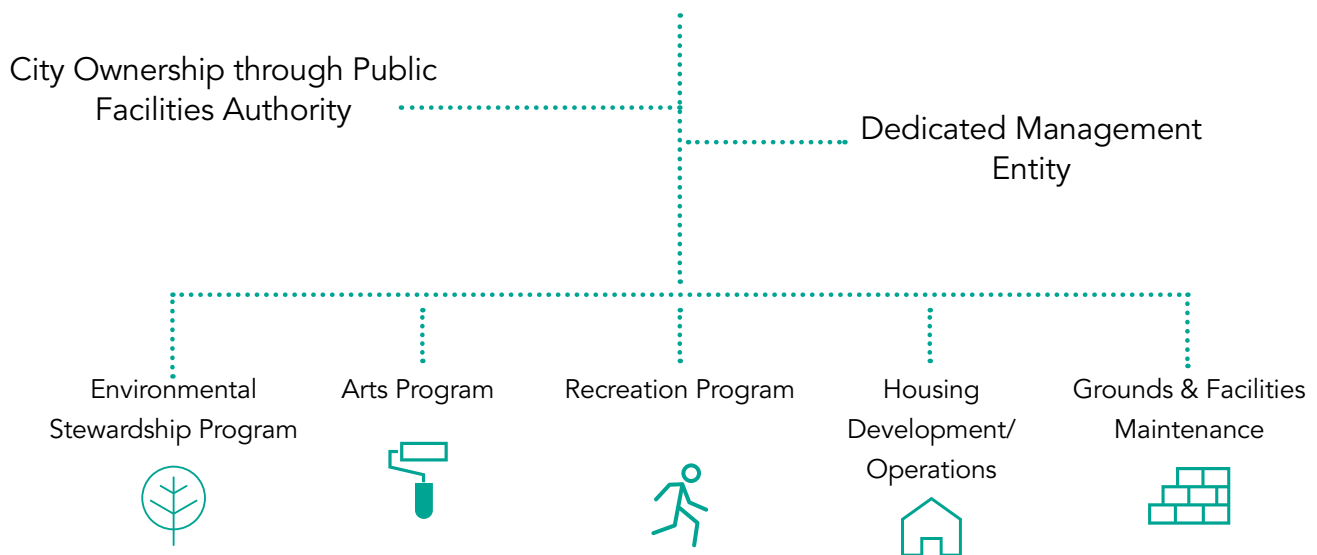 City Ownership through Public
Facilities Authority
Dedicated Management
Entity
Environmental
Stewardship Program
Arts Program
Recreation Program
Housing
Development/
Operations
Grounds & Facilities
Maintenance